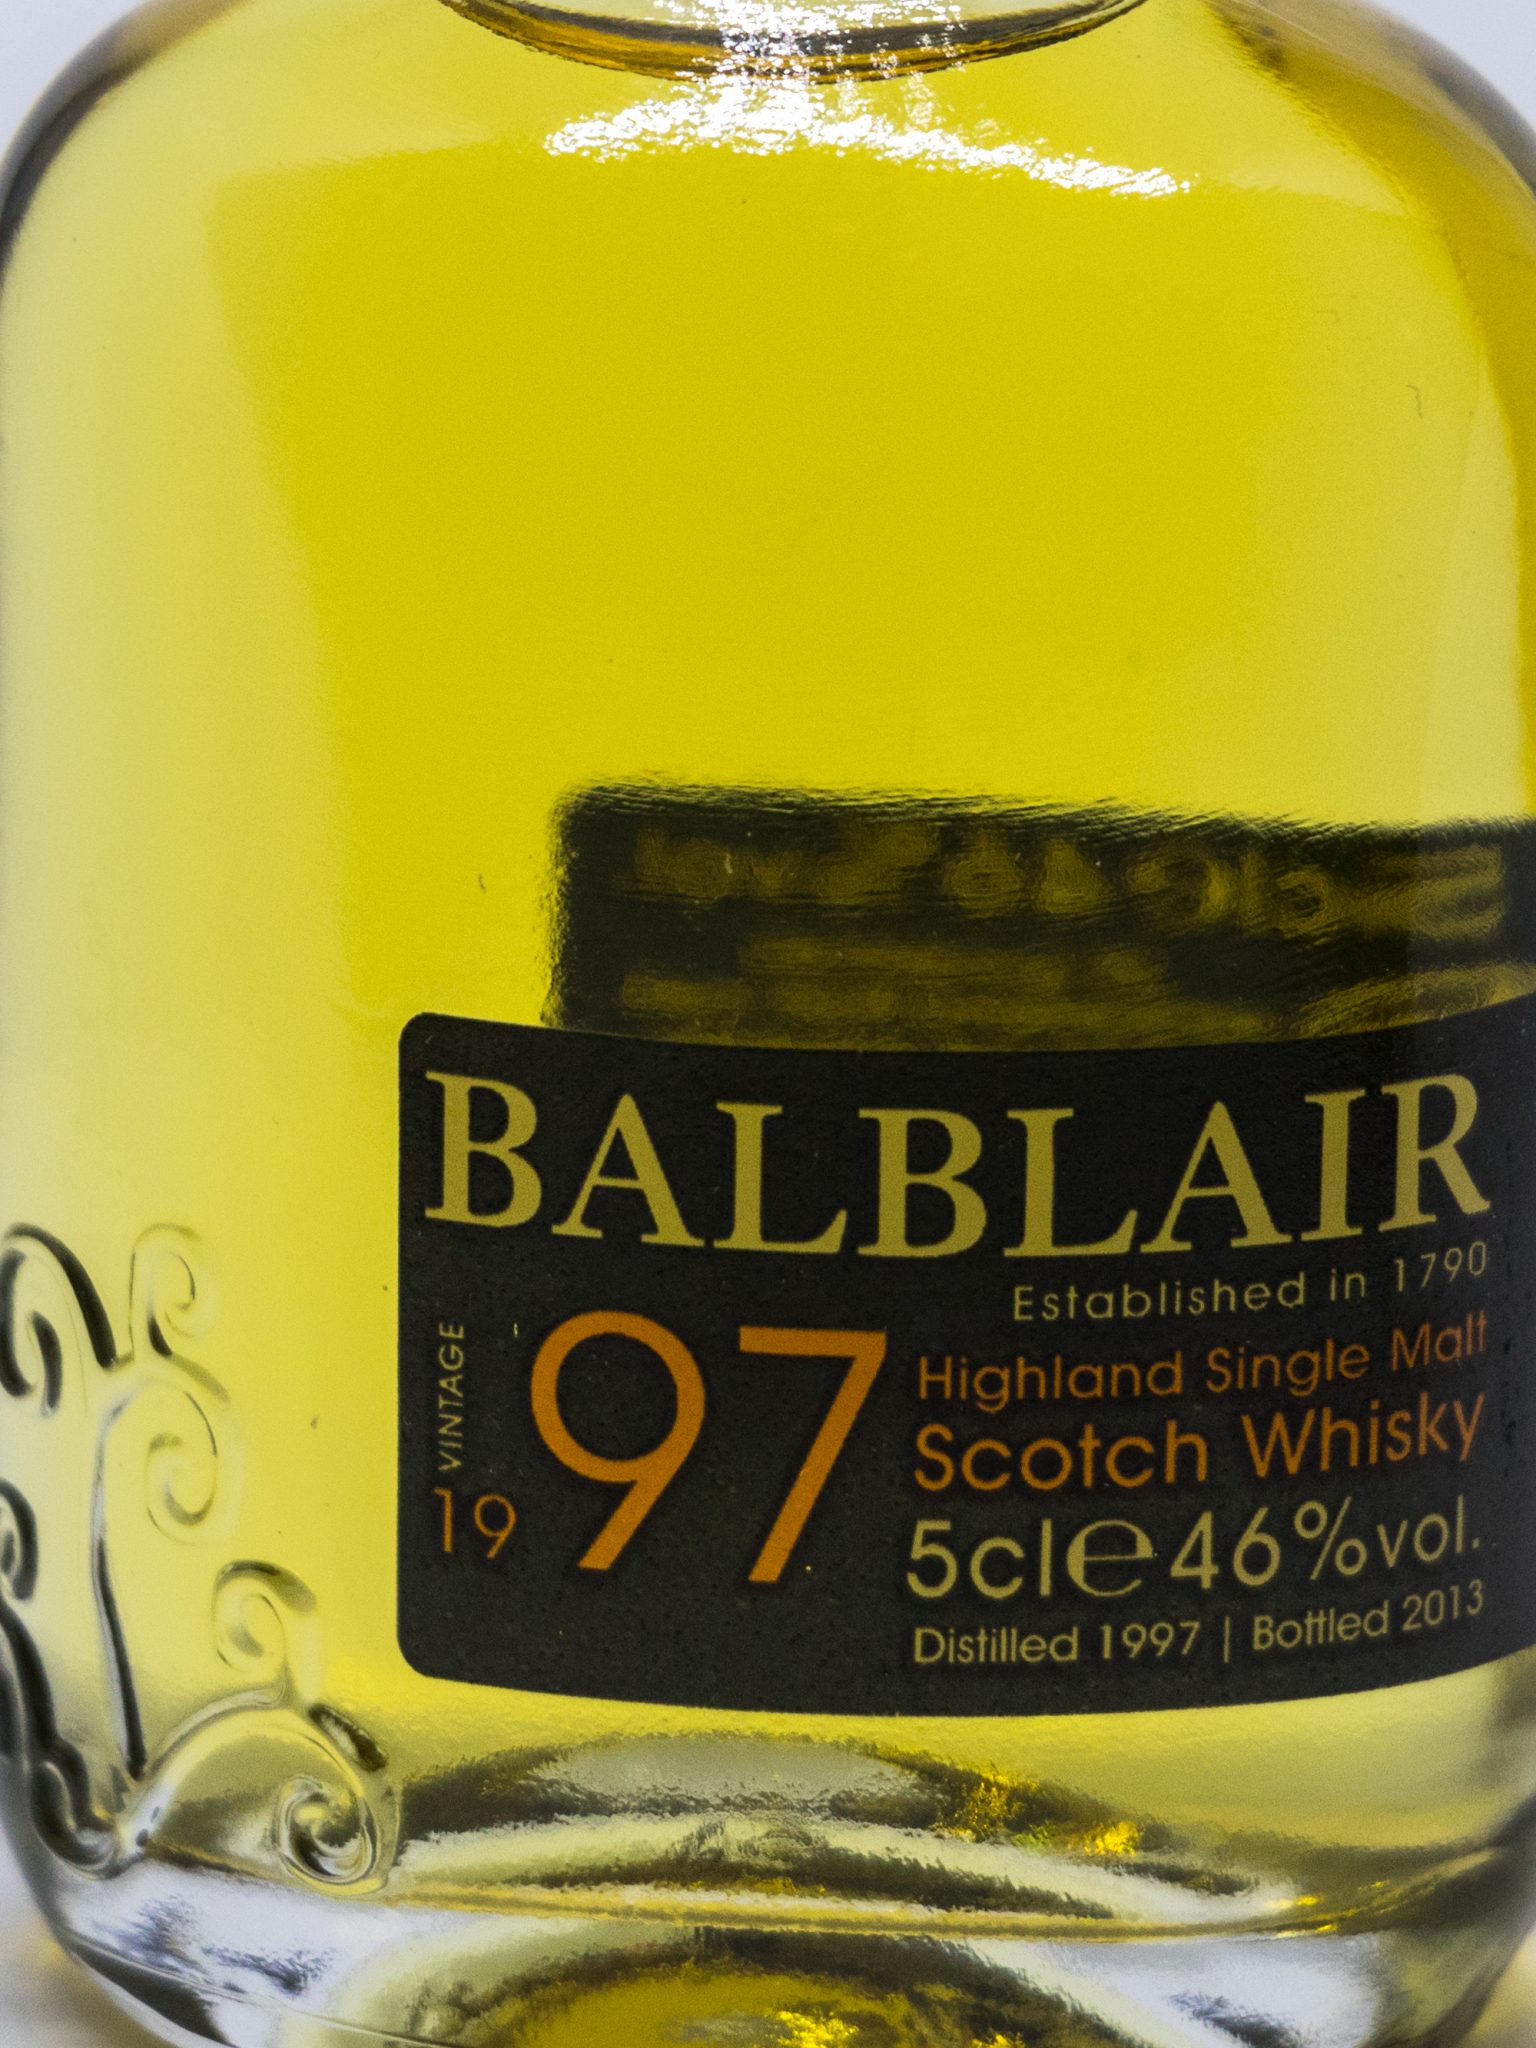 BALBLAIR
Established in 1790
VINTAGE
19 97
Highland Single Malt
Scotch Whisky
5cl℮ 46%vol.
Distilled 1997 | Bottled 2013